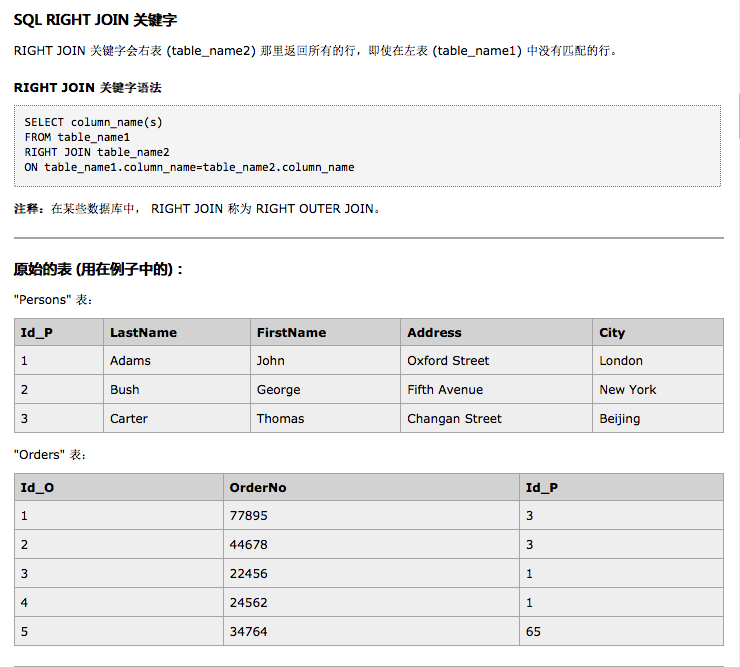 SQL RIGHT JOIN 关键字
RIGHT JOIN 关键字会右表 (table_name2) 那里返回所有的行，即使在左表 (table_name1) 中没有匹配的行。
RIGHT JOIN 关键字语法
SELECT column_name(s)
FROM table_name1
RIGHT JOIN table_name2
ON table_name1.column_name=table_name2.column_name
注释：在某些数据库中， RIGHT JOIN 称为 RIGHT OUTER JOIN。
原始的表 (用在例子中的)：
"Persons" 表：
Id_P LastName FirstName Address City
1 Adams John Oxford Street London
2 Bush George Fifth Avenue New York
3 Carter Thomas Changan Street Beijing
"Orders" 表：
Id_O OrderNo Id_P
1 77895 3
2 44678 3
3 22456 1
4 24562 1
5 34764 65